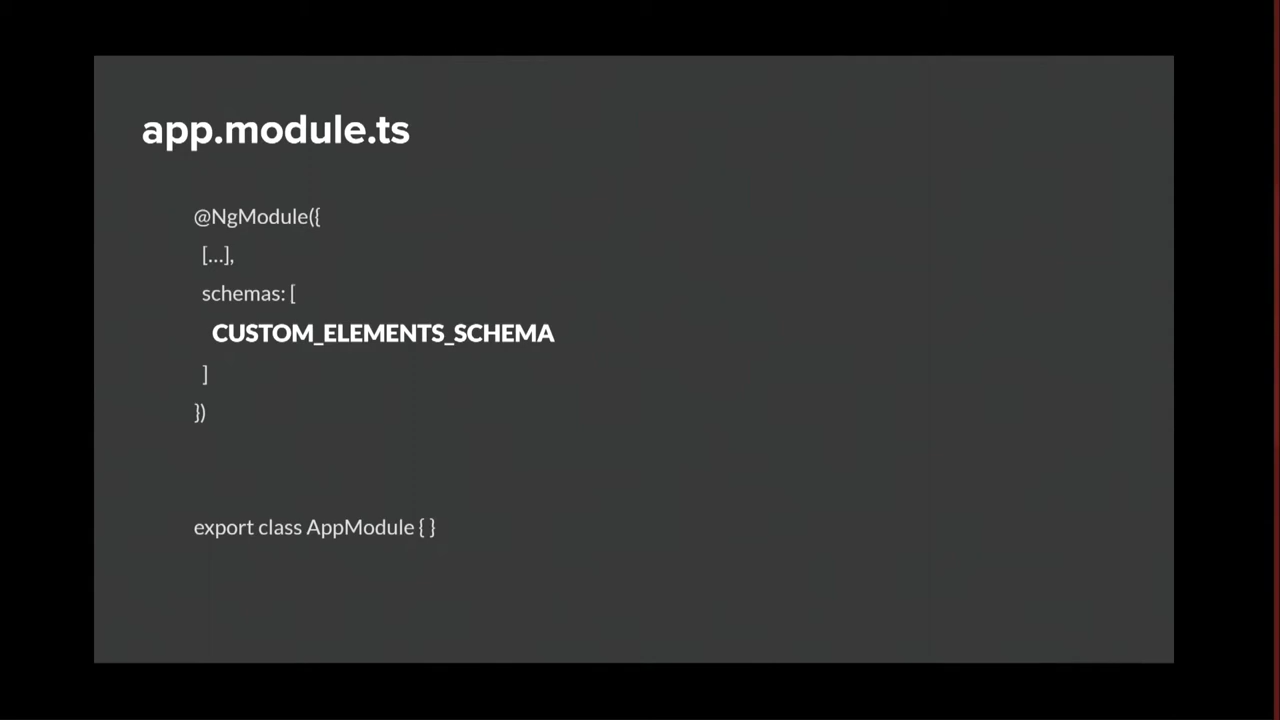 app.module.ts
@NgModule({
[...],
schemas: [
CUSTOM_ELEMENTS_SCHEMA
]
})
export class AppModule { }